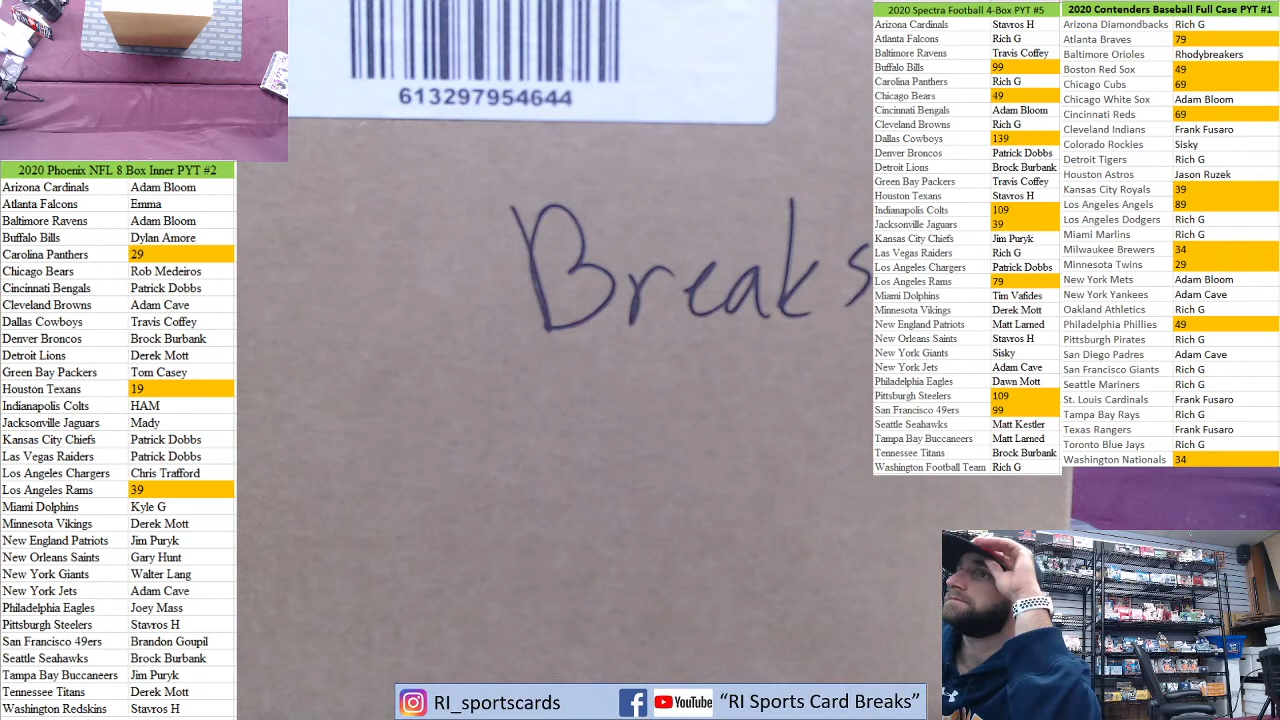 613297954644
Breaks
2020 Phoenix NFL 8 Box Inner PYT #2
Arizona Cardinals Adam Bloom
Atlanta Falcons Emma
Baltimore Ravens Adam Bloom
Buffalo Bills Dylan Amore
Carolina Panthers 29
Chicago Bears Rob Medeiros
Cincinnati Bengals Patrick Dobbs
Cleveland Browns Adam Cave
Dallas Cowboys Travis Coffey
Denver Broncos Brock Burbank
Detroit Lions Derek Mott
Green Bay Packers Tom Casey
Houston Texans 19
Indianapolis Colts HAM
Jacksonville Jaguars Mady
Kansas City Chiefs Patrick Dobbs
Las Vegas Raiders Patrick Dobbs
Los Angeles Chargers Chris Trafford
Los Angeles Rams 39
Miami Dolphins Kyle G
Minnesota Vikings Derek Mott
New England Patriots Jim Puryk
New Orleans Saints Gary Hunt
New York Giants Walter Lang
New York Jets Adam Cave
Philadelphia Eagles Joey Mass
Pittsburgh Steelers Stavros H
San Francisco 49ers Brandon Goupil
Seattle Seahawks Brock Burbank
Tampa Bay Buccaneers Jim Puryk
Tennessee Titans Derek Mott
Washington Redskins Stavros H
2020 Spectra Football 4-Box PYT #5
Arizona Cardinals Stavros H
Atlanta Falcons Rich G
Baltimore Ravens Travis Coffey
Buffalo Bills 99
Carolina Panthers Rich G
Chicago Bears 49
Cincinnati Bengals Adam Bloom
Cleveland Browns Rich G
Dallas Cowboys 139
Denver Broncos Patrick Dobbs
Detroit Lions Brock Burbank
Green Bay Packers Travis Coffey
Houston Texans Stavros H
Indianapolis Colts 109
Jacksonville Jaguars 39
Kansas City Chiefs Jim Puryk
Las Vegas Raiders Rich G
Los Angeles Chargers Patrick Dobbs
Los Angeles Rams 79
Miami Dolphins Tim Vafides
Minnesota Vikings Derek Mott
New England Patriots Matt Larned
New Orleans Saints Stavros H
New York Giants Sisky
New York Jets Adam Cave
Philadelphia Eagles Dawn Mott
Pittsburgh Steelers 109
San Francisco 49ers 99
Seattle Seahawks Matt Kestler
Tampa Bay Buccaneers Matt Larned
Tennessee Titans Brock Burbank
Washington Football Team Rich G
2020 Contenders Baseball Full Case PYT #1
Arizona Diamondbacks Rich G
Atlanta Braves 79
Baltimore Orioles Rhodybreakers
Boston Red Sox 49
Chicago Cubs 69
Chicago White Sox Adam Bloom
Cincinnati Reds 69
Cleveland Indians Frank Fusaro
Colorado Rockies Sisky
Detroit Tigers Rich G
Houston Astros Jason Ruzek
Kansas City Royals 39
Los Angeles Angels 89
Los Angeles Dodgers Rich G
Miami Marlins Rich G
Milwaukee Brewers 34
Minnesota Twins 29
New York Mets Adam Bloom
New York Yankees Adam Cave
Oakland Athletics Rich G
Philadelphia Phillies 49
Pittsburgh Pirates Rich G
San Diego Padres Adam Cave
San Francisco Giants Rich G
Seattle Mariners Rich G
St. Louis Cardinals Frank Fusaro
Tampa Bay Rays Rich G
Texas Rangers Frank Fusaro
Toronto Blue Jays Rich G
Washington Nationals 34
RI_sportscards YouTube “RI Sports Card Breaks”